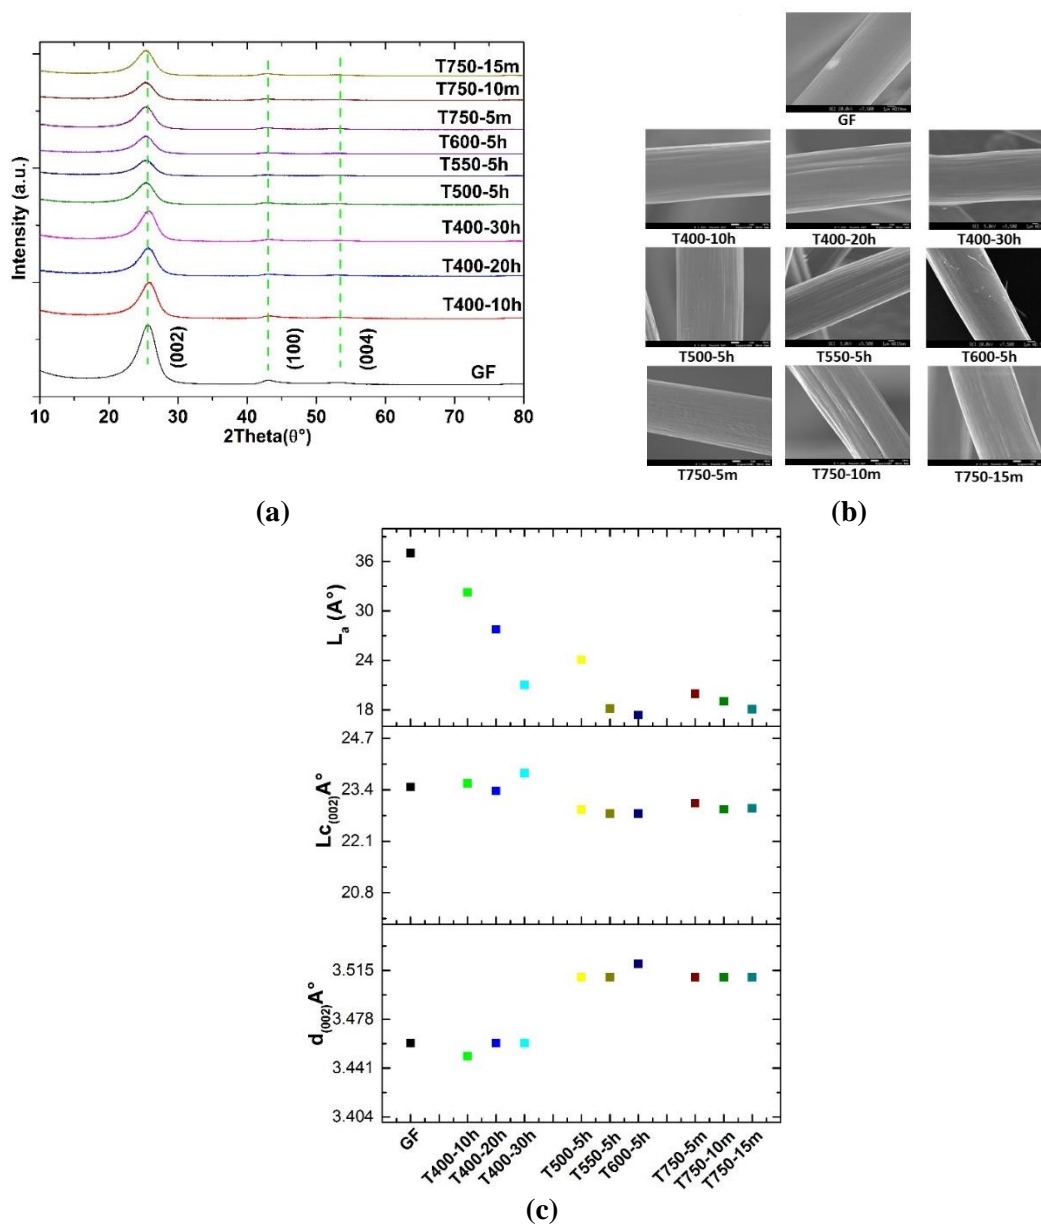 Intensity (a.u.)
T750-15m
T750-10m
T750-5m
T600-5h
T550-5h
T500-5h
T400-30h
T400-20h
T400-10h
GF
(002)
(100)
(004)
10 20 30 40 50 60 70 80
2Theta(θ°)
(a)
GF
T400-10h T400-20h T400-30h
T500-5h T550-5h T600-5h
T750-5m T750-10m T750-15m
(b)
La (A°)
36
30
24
18
Lc(002)A°
24.7
23.4
22.1
20.8
d(002)A°
3.515
3.478
3.441
3.404
GF T400-10h T400-20h T400-30h T500-5h T550-5h T600-5h T750-5m T750-10m T750-15m
(c)